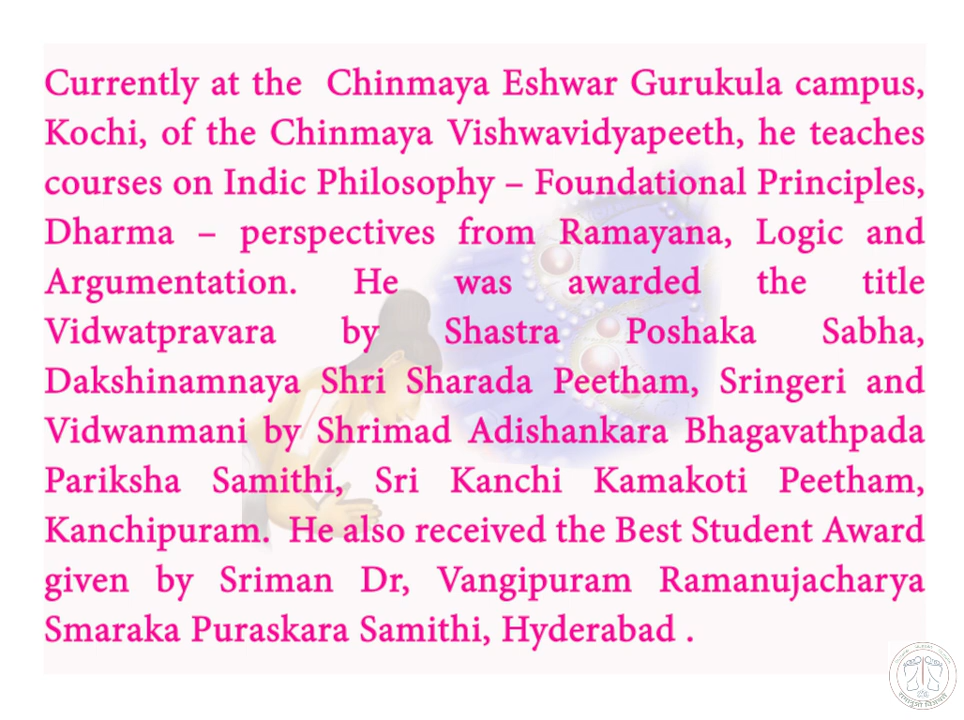 Currently at the  Chinmaya Eshwar Gurukula campus,
Kochi, of the Chinmaya Vishwavidyapeeth, he teaches
courses on Indic Philosophy – Foundational Principles,
Dharma – perspectives from Ramayana, Logic and
Argumentation. He was awarded the title
Vidwatpravara by Shastra Poshaka Sabha,
Dakshinamnaya Shri Sharada Peetham, Sringeri and
Vidwanmani by Shrimad Adishankara Bhagavathpada
Pariksha Samithi, Sri Kanchi Kamakoti Peetham,
Kanchipuram.  He also received the Best Student Award
given by Sriman Dr, Vangipuram Ramanujacharya
Smaraka Puraskara Samithi, Hyderabad .